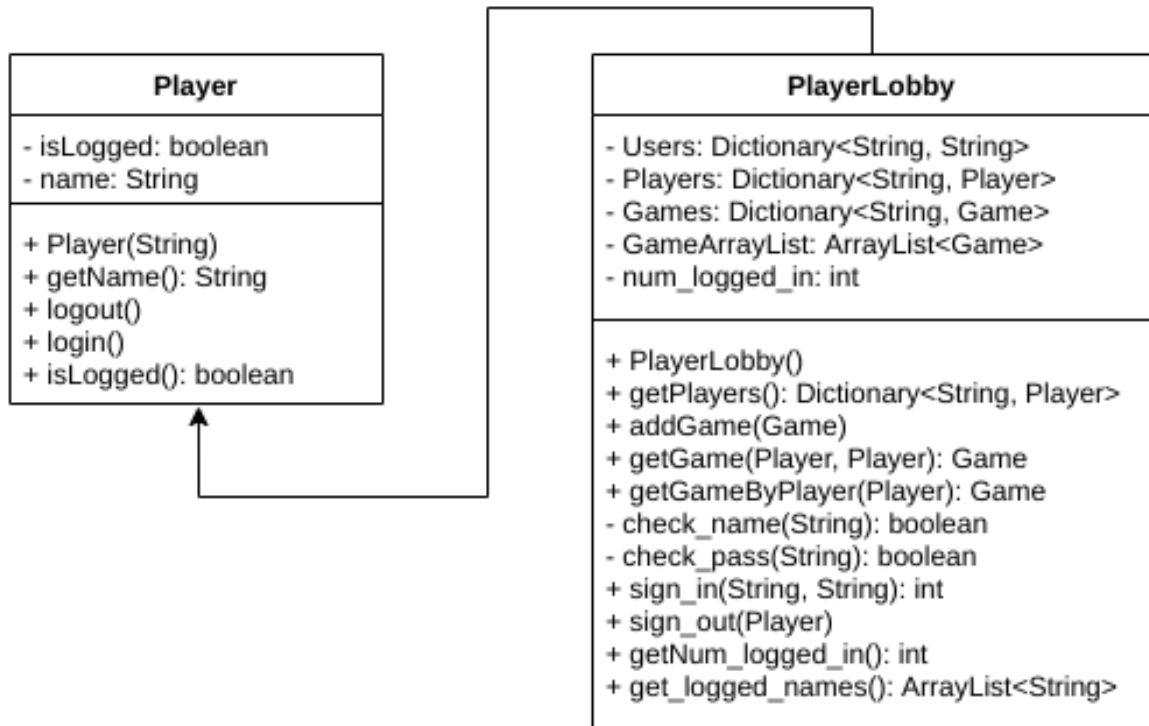 Player
- isLogged: boolean
- name: String
+ Player(String)
+ getName(): String
+ logout()
+ login()
+ isLogged(): boolean
PlayerLobby
- Users: Dictionary<String, String>
- Players: Dictionary<String, Player>
- Games: Dictionary<String, Game>
- GameArrayList: ArrayList<Game>
- num_logged_in: int
+ PlayerLobby()
+ getPlayers(): Dictionary<String, Player>
+ addGame(Game)
+ getGame(Player, Player): Game
+ getGameByPlayer(Player): Game
- check_name(String): boolean
- check_pass(String): boolean
+ sign_in(String, String): int
+ sign_out(Player)
+ getNum_logged_in(): int
+ get_logged_names(): ArrayList<String>